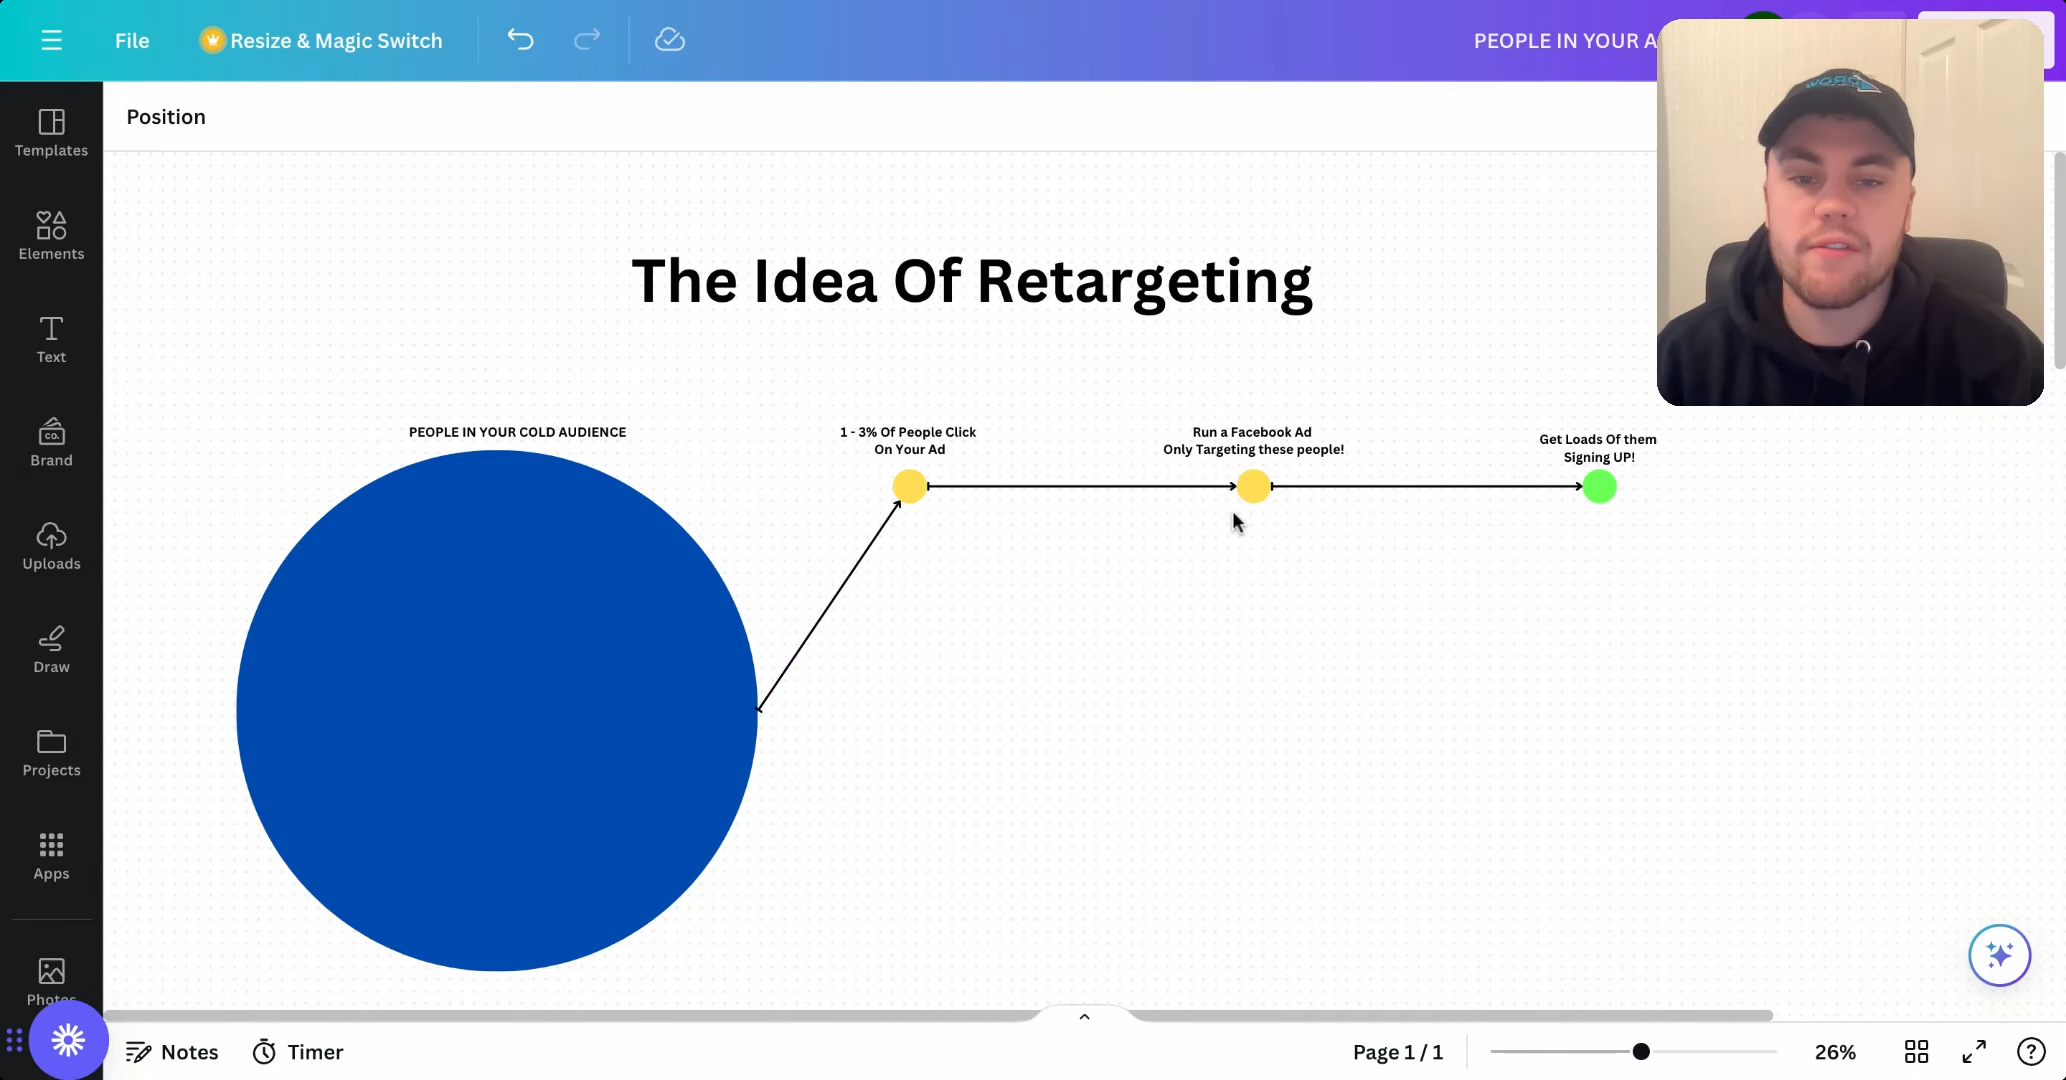 File
Resize & Magic Switch
PEOPLE IN YOUR A
Position
Templates
Elements
Text
Brand
CO.
Uploads
Draw
Projects
Apps
Photos
The Idea Of Retargeting
PEOPLE IN YOUR COLD AUDIENCE
1 - 3% Of People Click
On Your Ad
Run a Facebook Ad
Only Targeting these people!
Get Loads Of them
Signing UP!
Notes
Timer
Page 1 / 1
26%
?